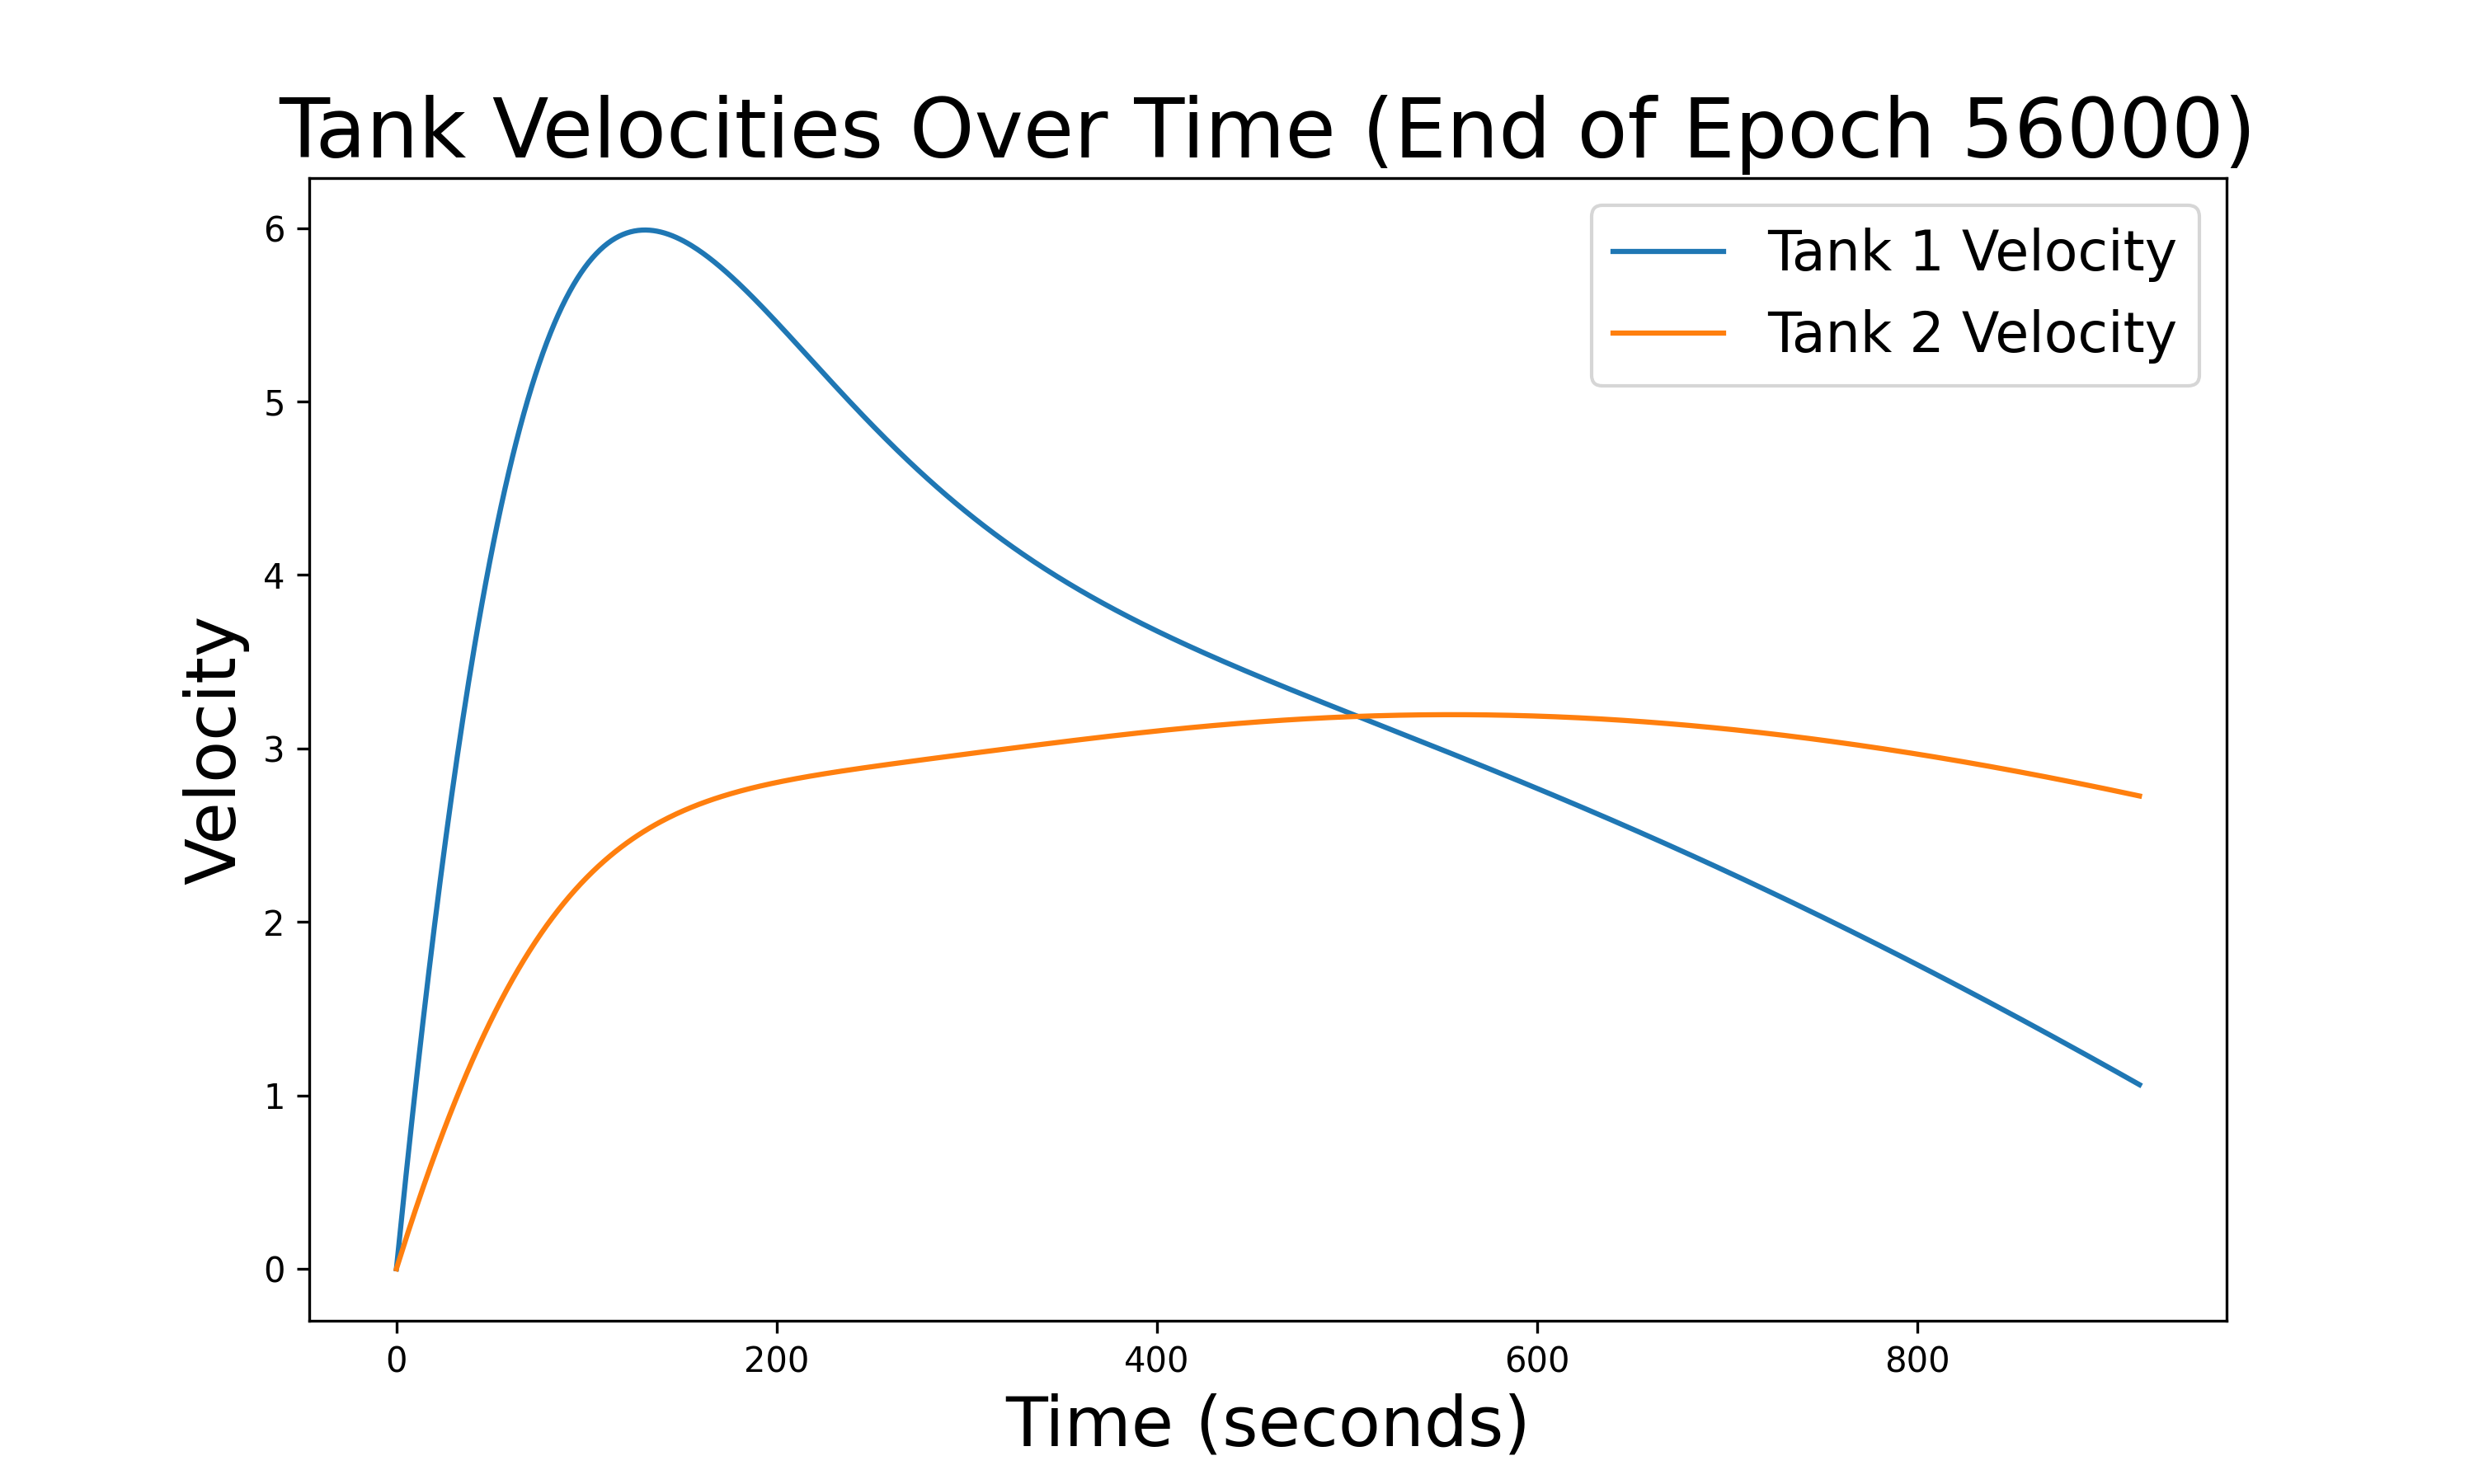 Tank Velocities Over Time (End of Epoch 56000)
Tank 1 Velocity
Tank 2 Velocity
Velocity
6
5
4
3
2
1
0
0 200 400 600 800
Time (seconds)